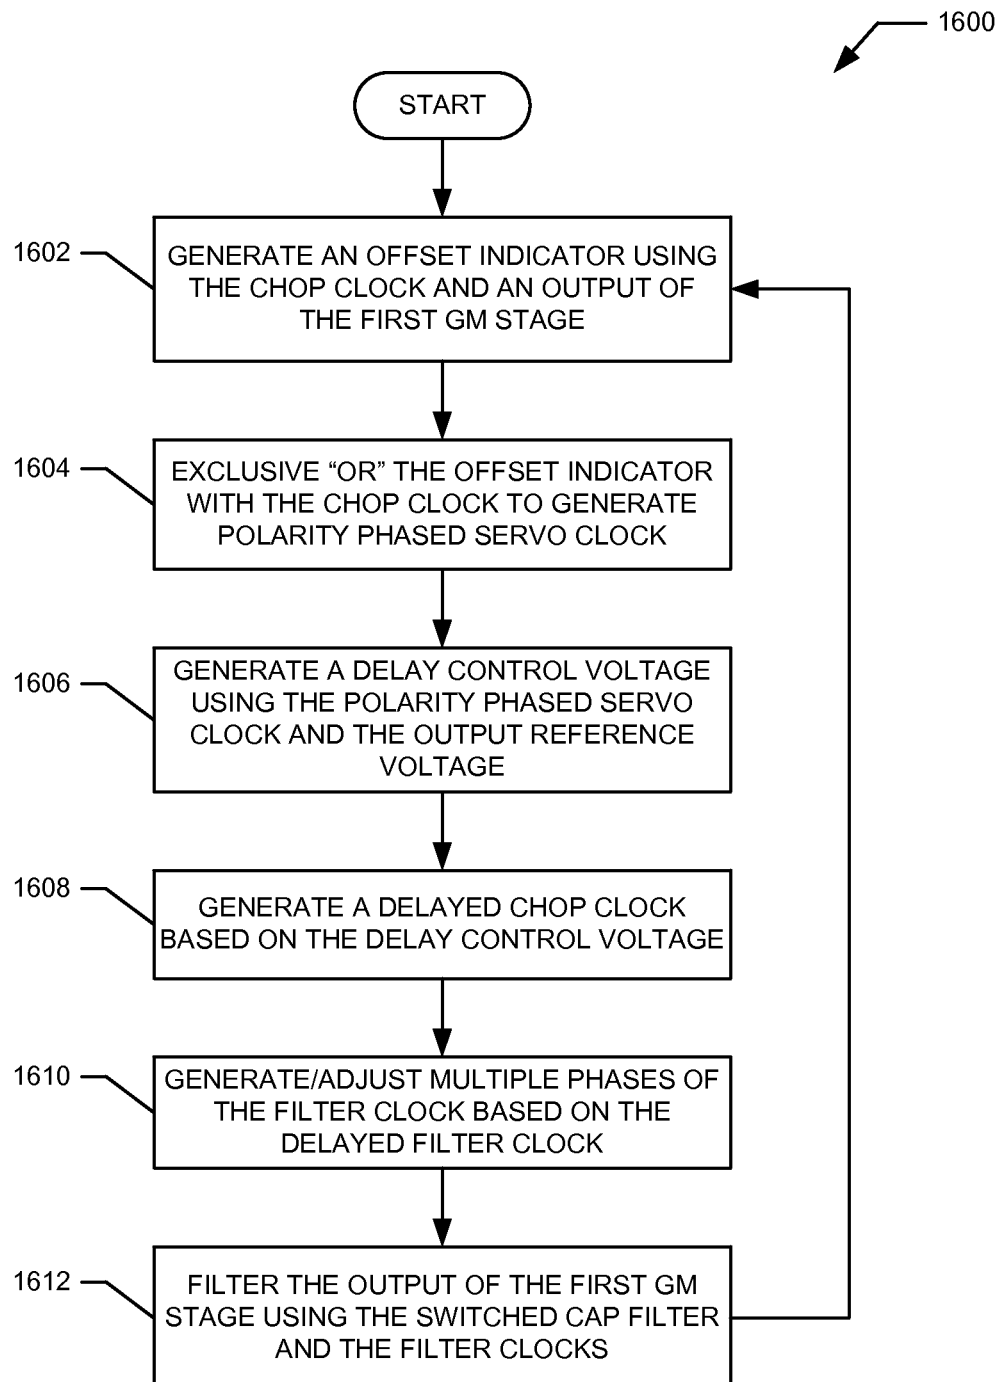 1600
START
1602
GENERATE AN OFFSET INDICATOR USING
THE CHOP CLOCK AND AN OUTPUT OF
THE FIRST GM STAGE
1604
EXCLUSIVE “OR” THE OFFSET INDICATOR
WITH THE CHOP CLOCK TO GENERATE
POLARITY PHASED SERVO CLOCK
1606
GENERATE A DELAY CONTROL VOLTAGE
USING THE POLARITY PHASED SERVO
CLOCK AND THE OUTPUT REFERENCE
VOLTAGE
1608
GENERATE A DELAYED CHOP CLOCK
BASED ON THE DELAY CONTROL VOLTAGE
1610
GENERATE/ADJUST MULTIPLE PHASES OF
THE FILTER CLOCK BASED ON THE
DELAYED FILTER CLOCK
1612
FILTER THE OUTPUT OF THE FIRST GM
STAGE USING THE SWITCHED CAP FILTER
AND THE FILTER CLOCKS